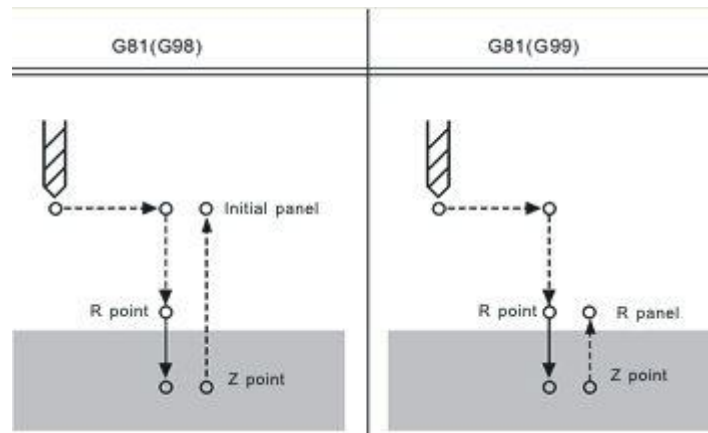 G81(G98)
G81(G99)
Initial panel
R point
Z point
R point
R panel
Z point